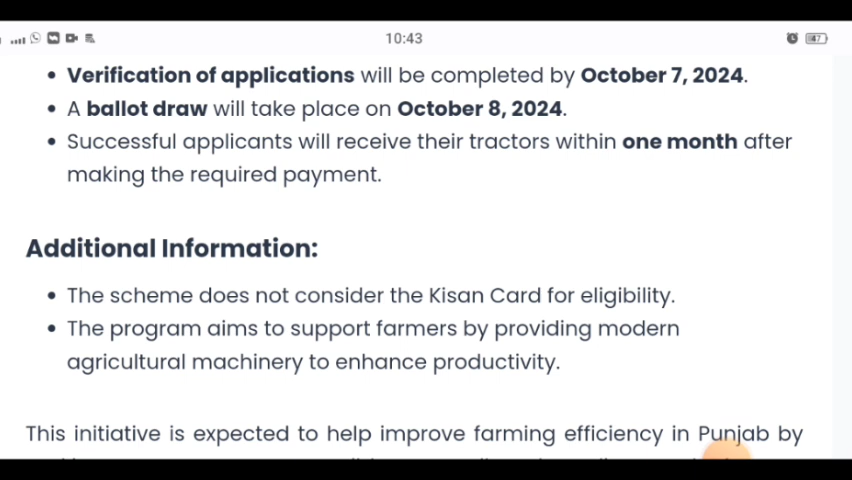 10:43
47
Verification of applications will be completed by October 7, 2024.
A ballot draw will take place on October 8, 2024.
Successful applicants will receive their tractors within one month after
making the required payment.
Additional Information:
The scheme does not consider the Kisan Card for eligibility.
The program aims to support farmers by providing modern
agricultural machinery to enhance productivity.
This initiative is expected to help improve farming efficiency in Punjab by